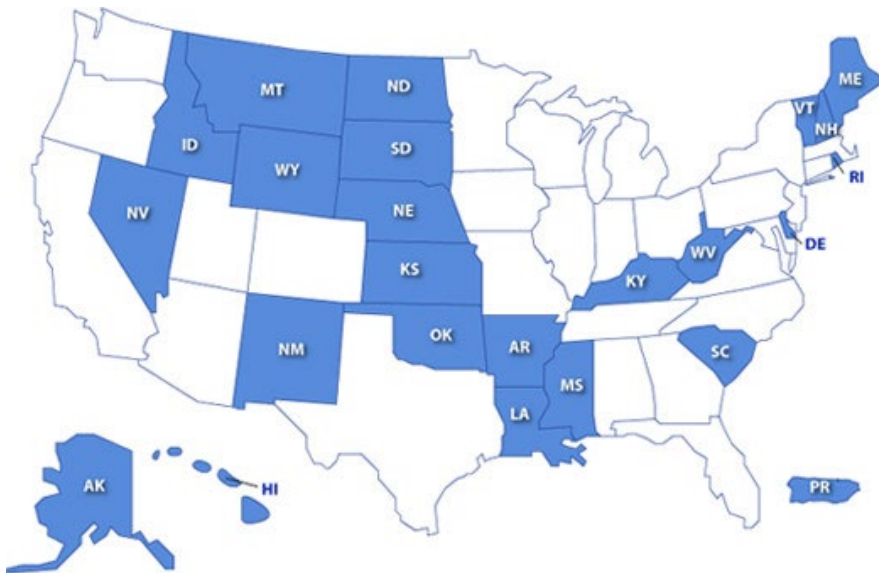 ME
MT
ND
VT
NH
ID
SD
WY
RI
NE
NV
DE
WV
KS
KY
OK
AR
NM
SC
MS
LA
AK
HI
PR